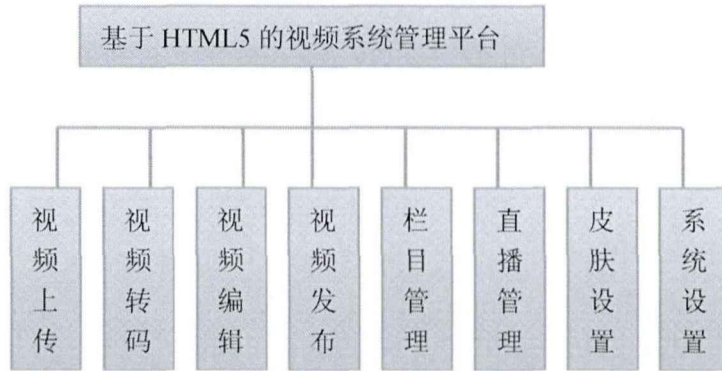 基于 HTML5 的视频系统管理平台
视频上传
视频转码
视频编辑
视频发布
栏目管理
直播管理
皮肤设置
系统设置